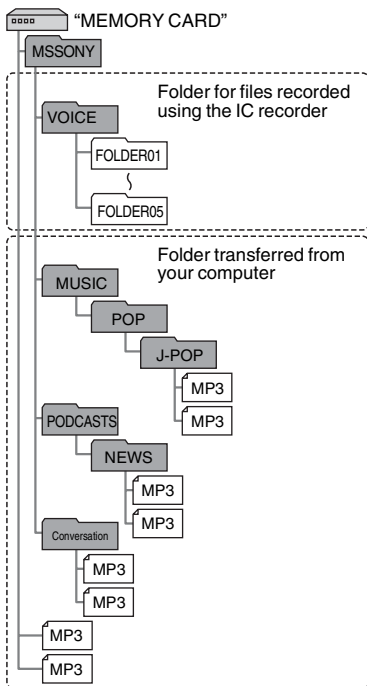 “MEMORY CARD”
MSSONY
Folder for files recorded
using the IC recorder
VOICE
FOLDER01
FOLDER05
Folder transferred from
your computer
MUSIC
POP
J-POP
MP3
MP3
PODCASTS
NEWS
MP3
MP3
Conversation
MP3
MP3
MP3
MP3